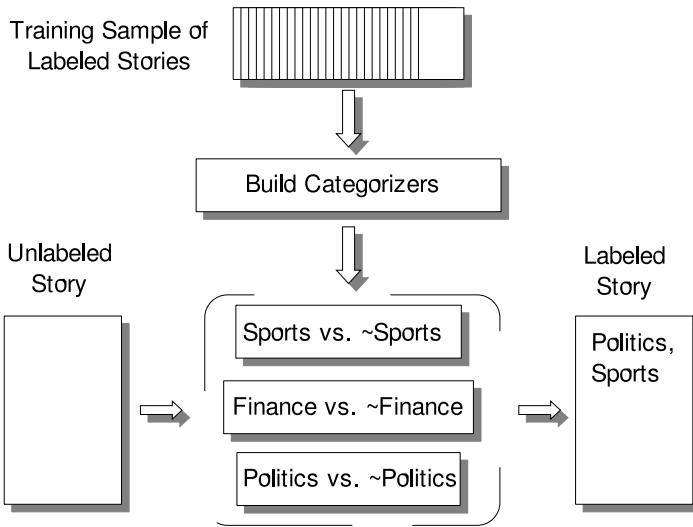 Training Sample of
Labeled Stories
Build Categorizers
Unlabeled
Story
Sports vs. ~Sports
Finance vs. ~Finance
Politics vs. ~Politics
Labeled
Story
Politics,
Sports